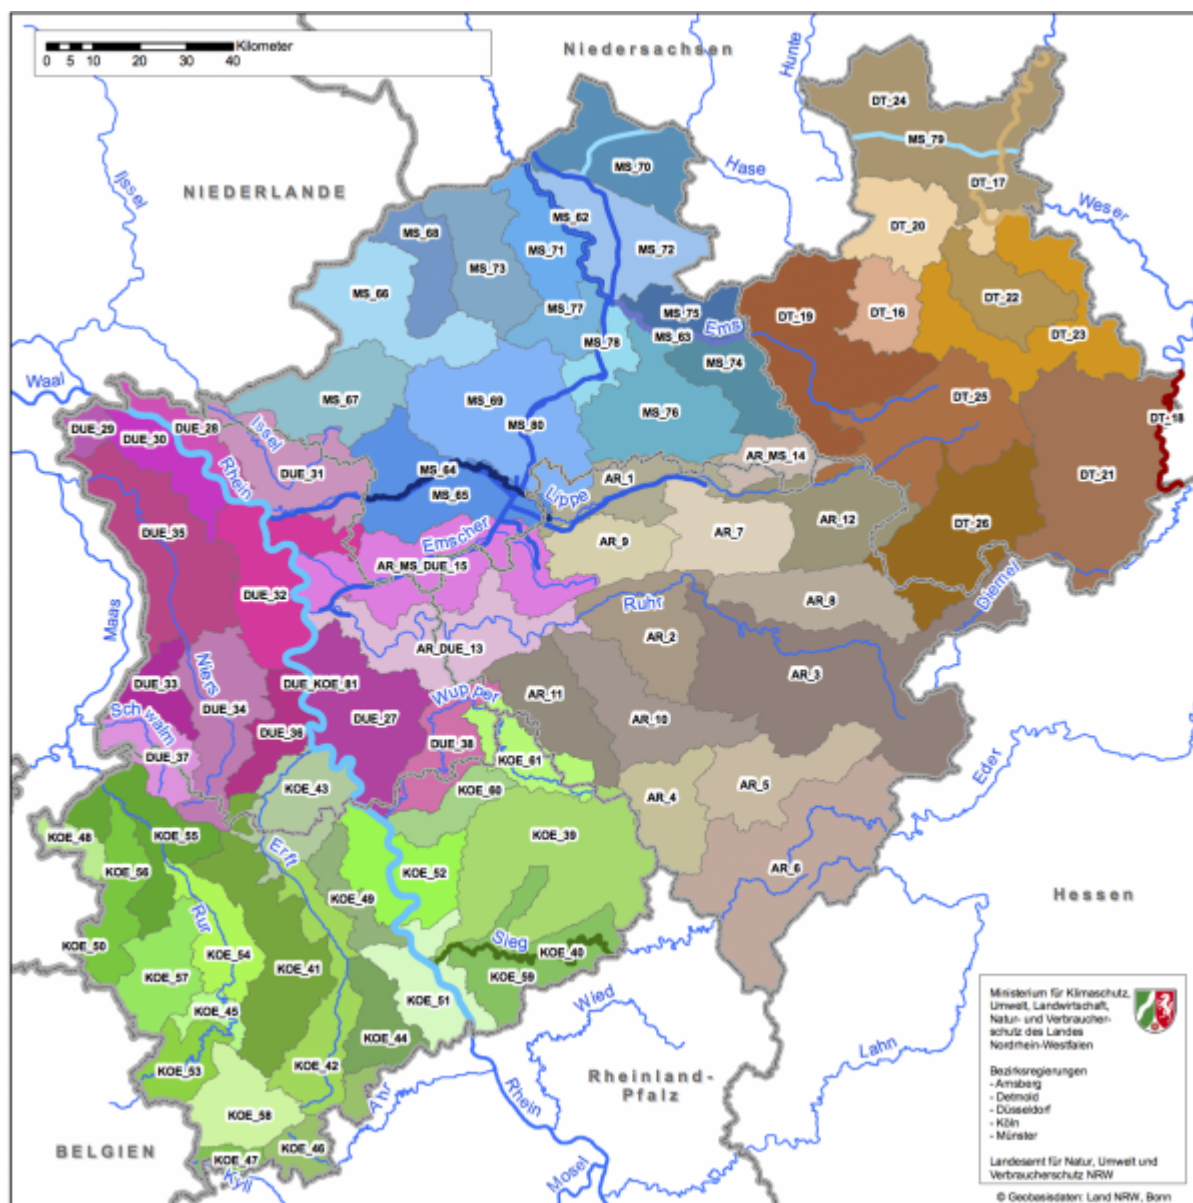 Kilometer
0 5 10 20 30 40
Niedersachsen
Hunte
DT_24
MS_79
MS_70
Hase
Ijssel
NIEDERLANDE
DT_17
Weser
MS_68
MS_62
MS_71
MS_72
DT_20
MS_73
MS_66
DT_22
MS_77
MS_75
Ems
DT_19
DT_16
DT_23
MS_63
MS_78
MS_74
Waal
MS_67
MS_69
DT_25
MS_76
DT_18
DUE_29
DUE_30
DUE_28
Issel
MS_80
Rhein
DUE_31
MS_64
MS_65
AR_MS_14
AR_1
Lippe
DT_21
DUE_35
Emscher
AR_9
AR_7
AR_12
DT_26
AR_MS_DUE_15
DUE_32
Ruhr
AR_8
Diemel
Maas
AR_DUE_13
AR_2
DUE_33
Niers
DUE_KOE_81
AR_3
Schwalm
DUE_34
Wupper
AR_11
DUE_27
AR_10
DUE_36
DUE_38
DUE_37
KOE_61
Eder
KOE_43
KOE_60
AR_4
AR_5
KOE_48
KOE_55
Erft
KOE_39
KOE_56
KOE_52
AR_6
Hessen
KOE_49
Rur
KOE_50
KOE_54
Sieg
KOE_40
KOE_57
KOE_41
KOE_59
KOE_45
KOE_51
Wied
KOE_44
Lahn
KOE_53
KOE_42
Ahr
Rhein
Rheinland-
Pfalz
KOE_58
BELGIEN
KOE_46
KOE_47
Kyll
Mosel
Ministerium für Klimaschutz,
Umwelt, Landwirtschaft,
Natur- und Verbraucher-
schutz des Landes
Nordrhein-Westfalen
Bezirksregierungen
- Arnsberg
- Detmold
- Düsseldorf
- Köln
- Münster
Landesamt für Natur, Umwelt und
Verbraucherschutz NRW
© Geobasisdaten: Land NRW, Bonn